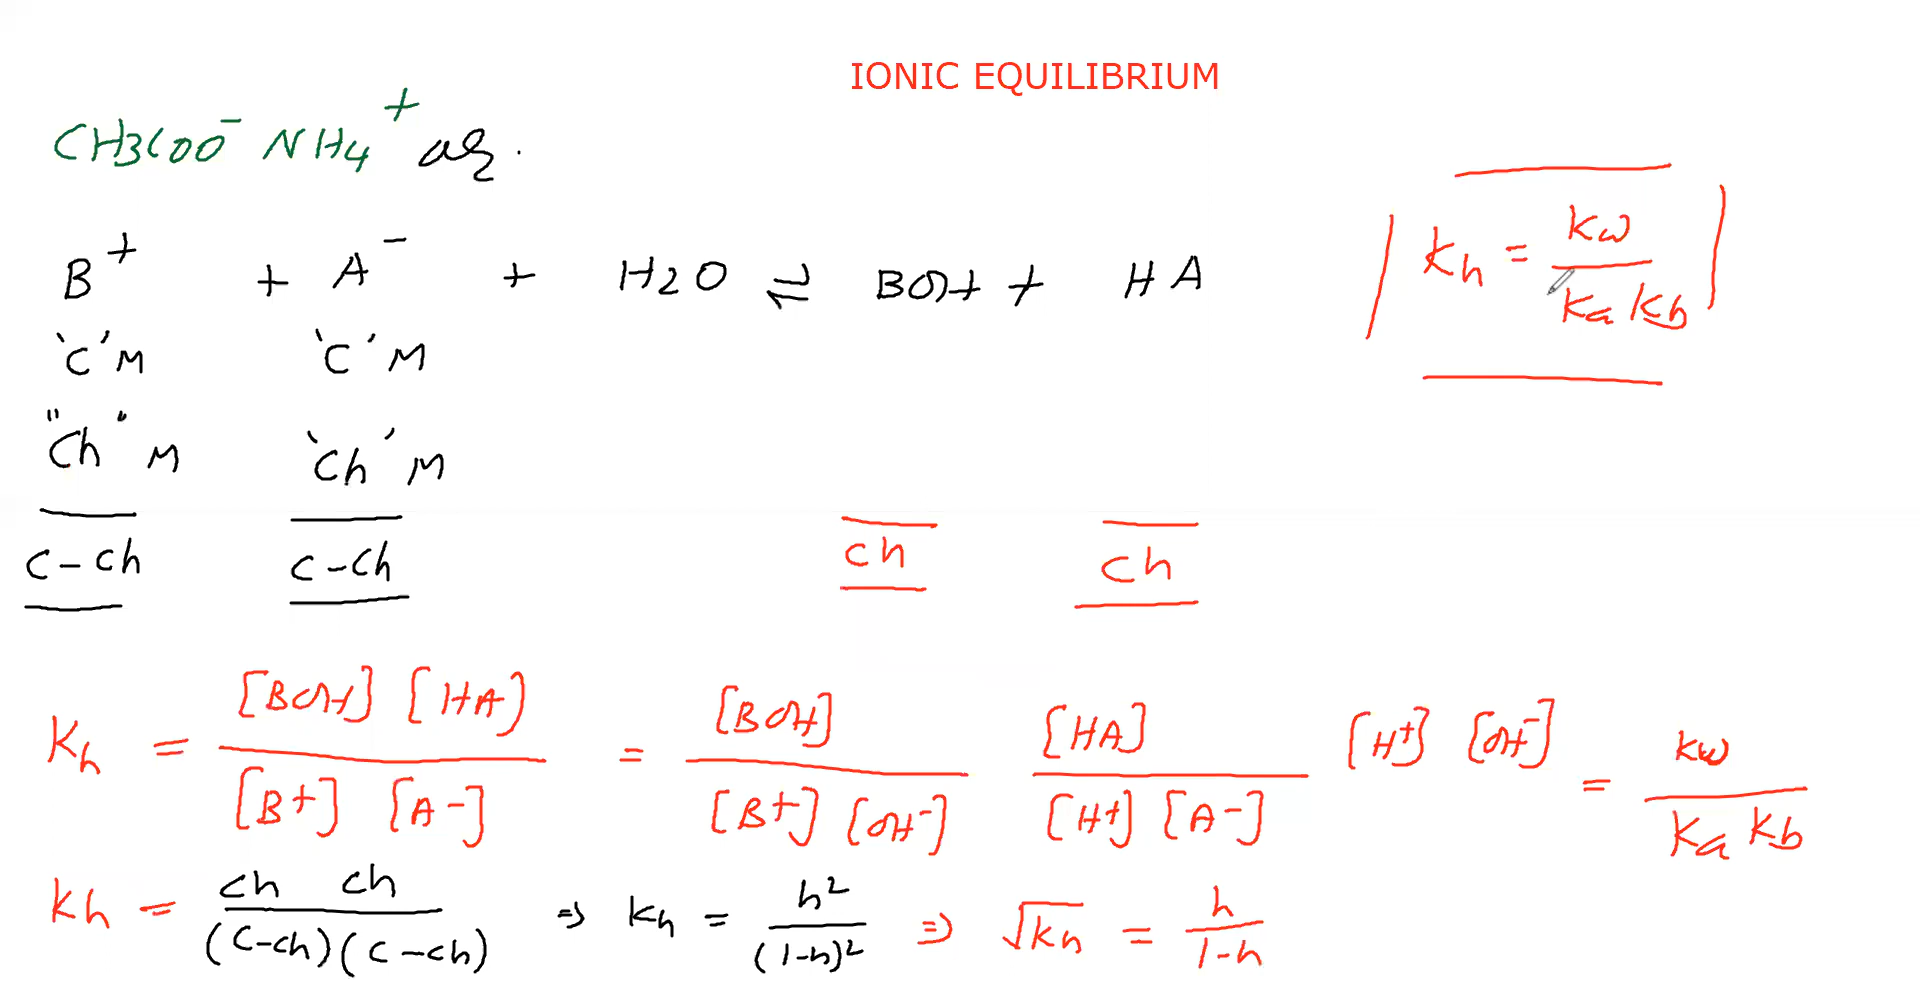 IONIC EQUILIBRIUM
CH3COO⁻ NH4⁺ aq.
B⁺ + A⁻ + H2O ⇌ BOH + HA
'C' M 'C' M
"Ch" M 'Ch' M
C-Ch C-Ch Ch Ch
Kh = Kw / Ka Kb
Kh = [BOH] [HA] / [B+] [A-] = [BOH] / [B+] [OH-] [HA] / [H+] [A-] [H+] [OH-] = Kw / Ka Kb
Kh = Ch Ch / (C-Ch)(C-Ch) ⇒ Kh = h² / (1-h)² ⇒ √Kh = h / 1-h